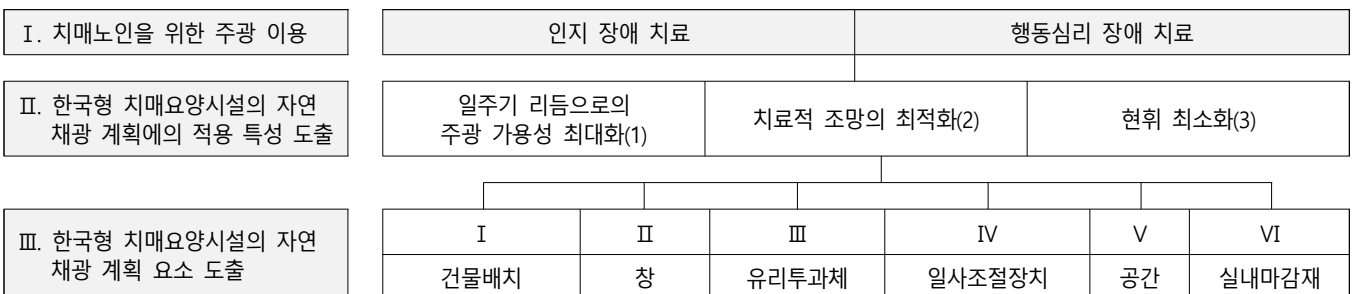 Ⅰ. 치매노인을 위한 주광 이용
인지 장애 치료
행동심리 장애 치료
Ⅱ. 한국형 치매요양시설의 자연
채광 계획에의 적용 특성 도출
일주기 리듬으로의
주광 가용성 최대화(1)
치료적 조망의 최적화(2)
현휘 최소화(3)
Ⅲ. 한국형 치매요양시설의 자연
채광 계획 요소 도출
Ⅰ
Ⅱ
Ⅲ
Ⅳ
Ⅴ
Ⅵ
건물배치
창
유리투과체
일사조절장치
공간
실내마감재